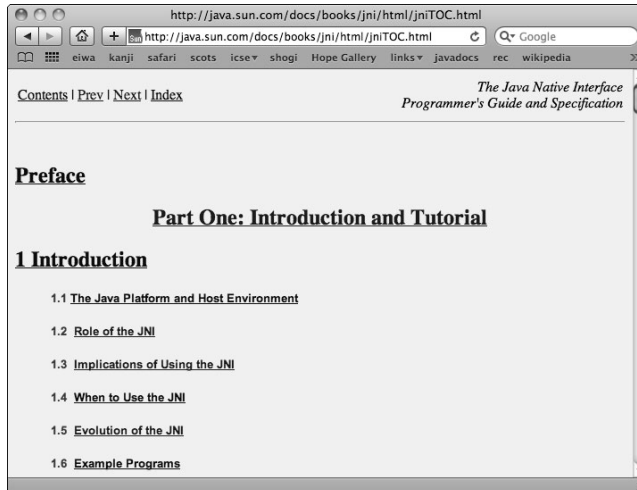 http://java.sun.com/docs/books/jni/html/jniTOC.html
http://java.sun.com/docs/books/jni/html/jniTOC.html
Google
eiwa kanji safari scots icse shogi Hope Gallery links javadocs rec wikipedia
Contents | Prev | Next | Index
The Java Native Interface
Programmer's Guide and Specification
Preface
Part One: Introduction and Tutorial
1 Introduction
1.1 The Java Platform and Host Environment
1.2 Role of the JNI
1.3 Implications of Using the JNI
1.4 When to Use the JNI
1.5 Evolution of the JNI
1.6 Example Programs